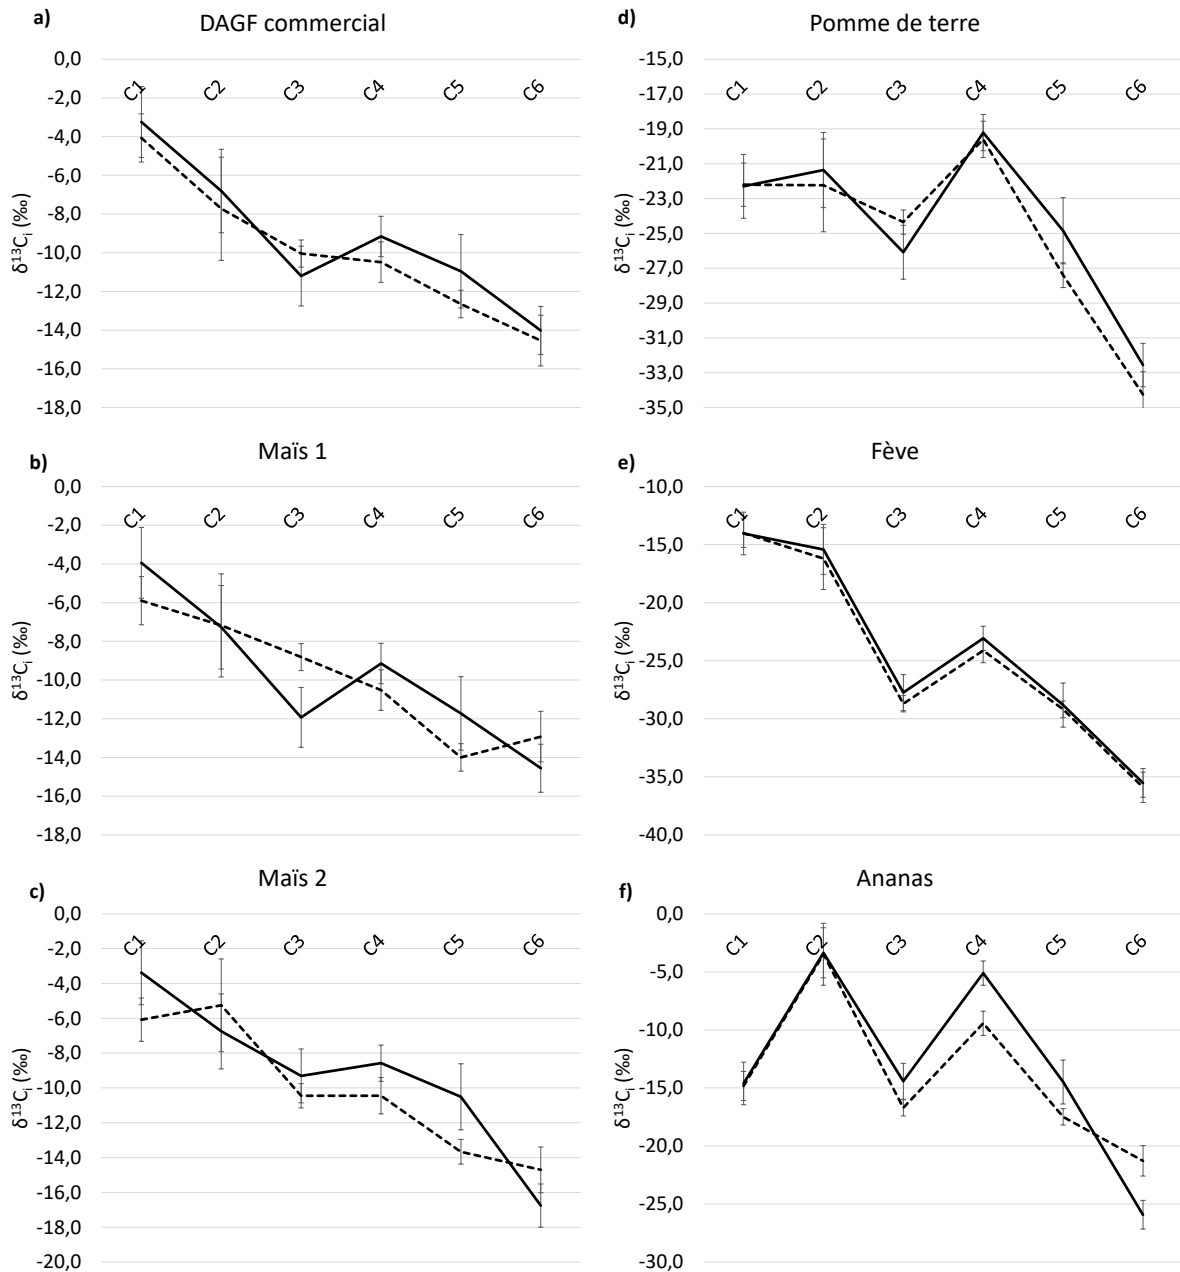 a)
DAGF commercial
0,0
-2,0
-4,0
-6,0
-8,0
-10,0
-12,0
-14,0
-16,0
-18,0
δ¹³Cᵢ (‰)
C1
C2
C3
C4
C5
C6
d)
Pomme de terre
-15,0
-17,0
-19,0
-21,0
-23,0
-25,0
-27,0
-29,0
-31,0
-33,0
-35,0
δ¹³Cᵢ (‰)
C1
C2
C3
C4
C5
C6
b)
Maïs 1
0,0
-2,0
-4,0
-6,0
-8,0
-10,0
-12,0
-14,0
-16,0
-18,0
δ¹³Cᵢ (‰)
C1
C2
C3
C4
C5
C6
e)
Fève
-10,0
-15,0
-20,0
-25,0
-30,0
-35,0
-40,0
δ¹³Cᵢ (‰)
C1
C2
C3
C4
C5
C6
c)
Maïs 2
0,0
-2,0
-4,0
-6,0
-8,0
-10,0
-12,0
-14,0
-16,0
-18,0
-20,0
δ¹³Cᵢ (‰)
C1
C2
C3
C4
C5
C6
f)
Ananas
0,0
-5,0
-10,0
-15,0
-20,0
-25,0
-30,0
δ¹³Cᵢ (‰)
C1
C2
C3
C4
C5
C6